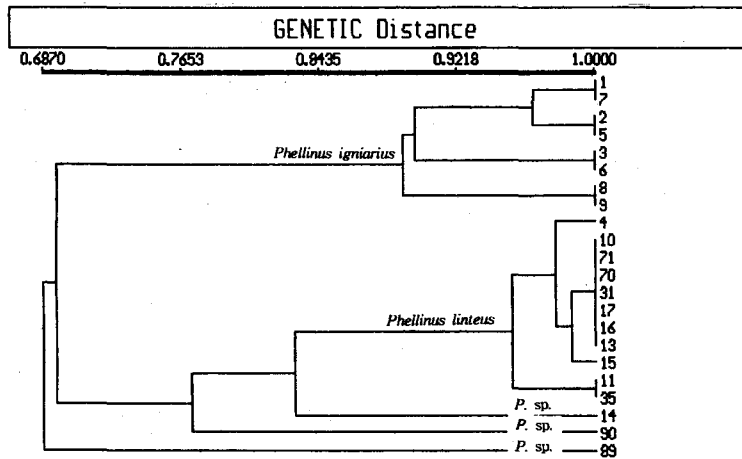 GENETIC Distance
0.6870 0.7653 0.8435 0.9218 1.0000
1
7
2
5
Phellinus igniarius 3
6
8
9
4
10
71
70
31
17
Phellinus linteus 16
13
15
11
35
P. sp. 14
P. sp. 90
P. sp. 89